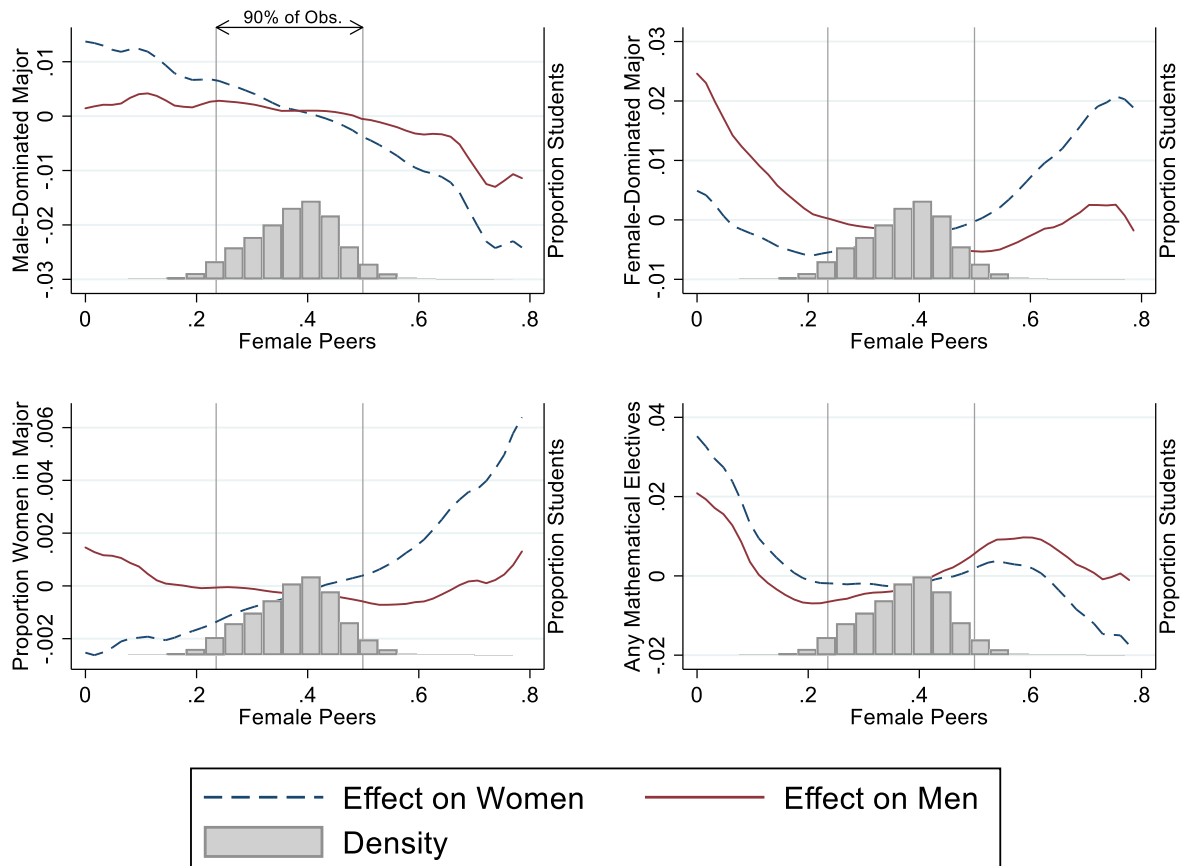 90% of Obs.
Male-Dominated Major
.01
0
-.01
-.02
-.03
0 .2 .4 .6 .8
Female Peers
Proportion Students
Female-Dominated Major
.03
.02
.01
0
-.01
0 .2 .4 .6 .8
Female Peers
Proportion Students
Proportion Women in Major
.006
.004
.002
0
-.002
0 .2 .4 .6 .8
Female Peers
Proportion Students
Any Mathematical Electives
.04
.02
0
-.02
0 .2 .4 .6 .8
Female Peers
Proportion Students
Effect on Women Effect on Men
Density